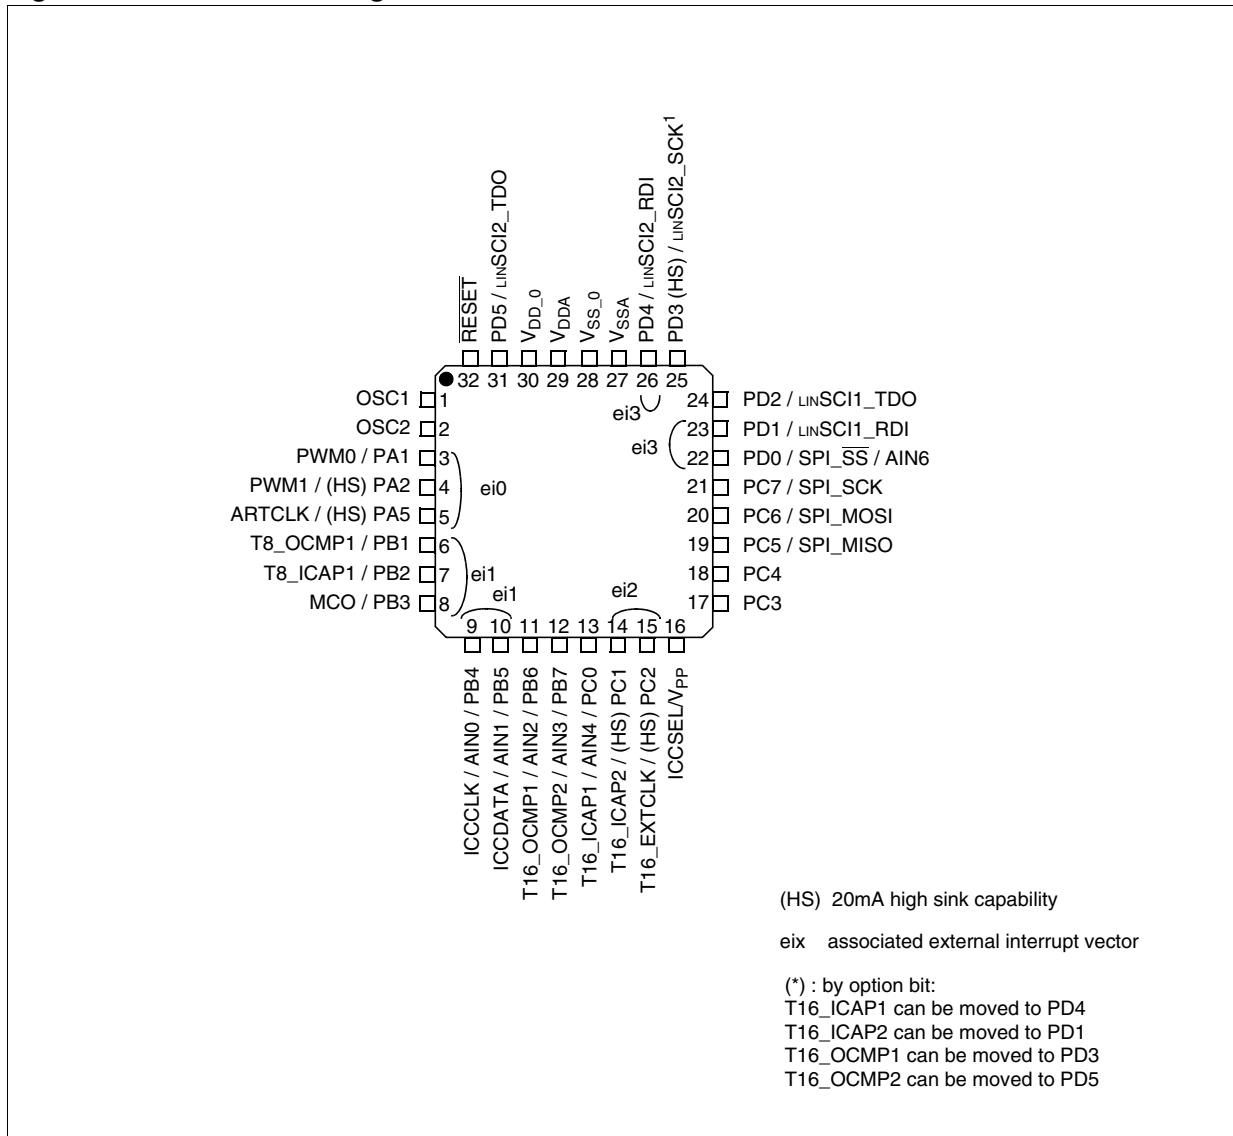 RESET
PD5 / LINSCI2_TDO
VDD_0
VDDA
VSS_0
VSSA
PD4 / LINSCI2_RDI
PD3 (HS) / LINSCI2_SCK1
32 31 30 29 28 27 26 25
ei3
OSC1 1
OSC2 2
PWM0 / PA1 3
PWM1 / (HS) PA2 4
ARTCLK / (HS) PA5 5
ei0
T8_OCMP1 / PB1 6
T8_ICAP1 / PB2 7
MCO / PB3 8
ei1
24 PD2 / LINSCI1_TDO
23 PD1 / LINSCI1_RDI
22 PD0 / SPI_SS / AIN6
ei3
21 PC7 / SPI_SCK
20 PC6 / SPI_MOSI
19 PC5 / SPI_MISO
18 PC4
17 PC3
ei1
ei2
9 10 11 12 13 14 15 16
ICCCLK / AIN0 / PB4
ICCDATA / AIN1 / PB5
T16_OCMP1 / AIN2 / PB6
T16_OCMP2 / AIN3 / PB7
T16_ICAP1 / AIN4 / PC0
T16_ICAP2 / (HS) PC1
T16_EXTCLK / (HS) PC2
ICCSEL/VPP
(HS) 20mA high sink capability
eix associated external interrupt vector
(*) : by option bit:
T16_ICAP1 can be moved to PD4
T16_ICAP2 can be moved to PD1
T16_OCMP1 can be moved to PD3
T16_OCMP2 can be moved to PD5